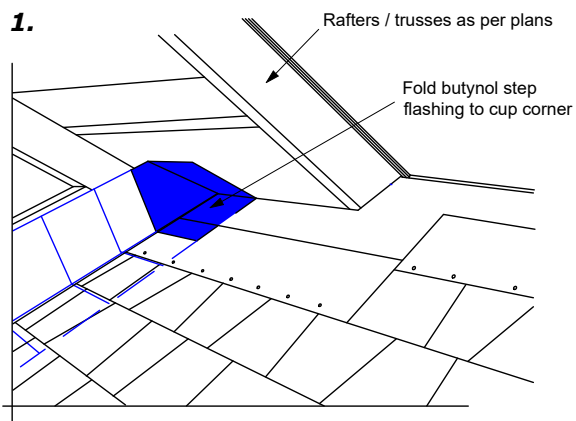 1.
Rafters / trusses as per plans
Fold butynol step
flashing to cup corner